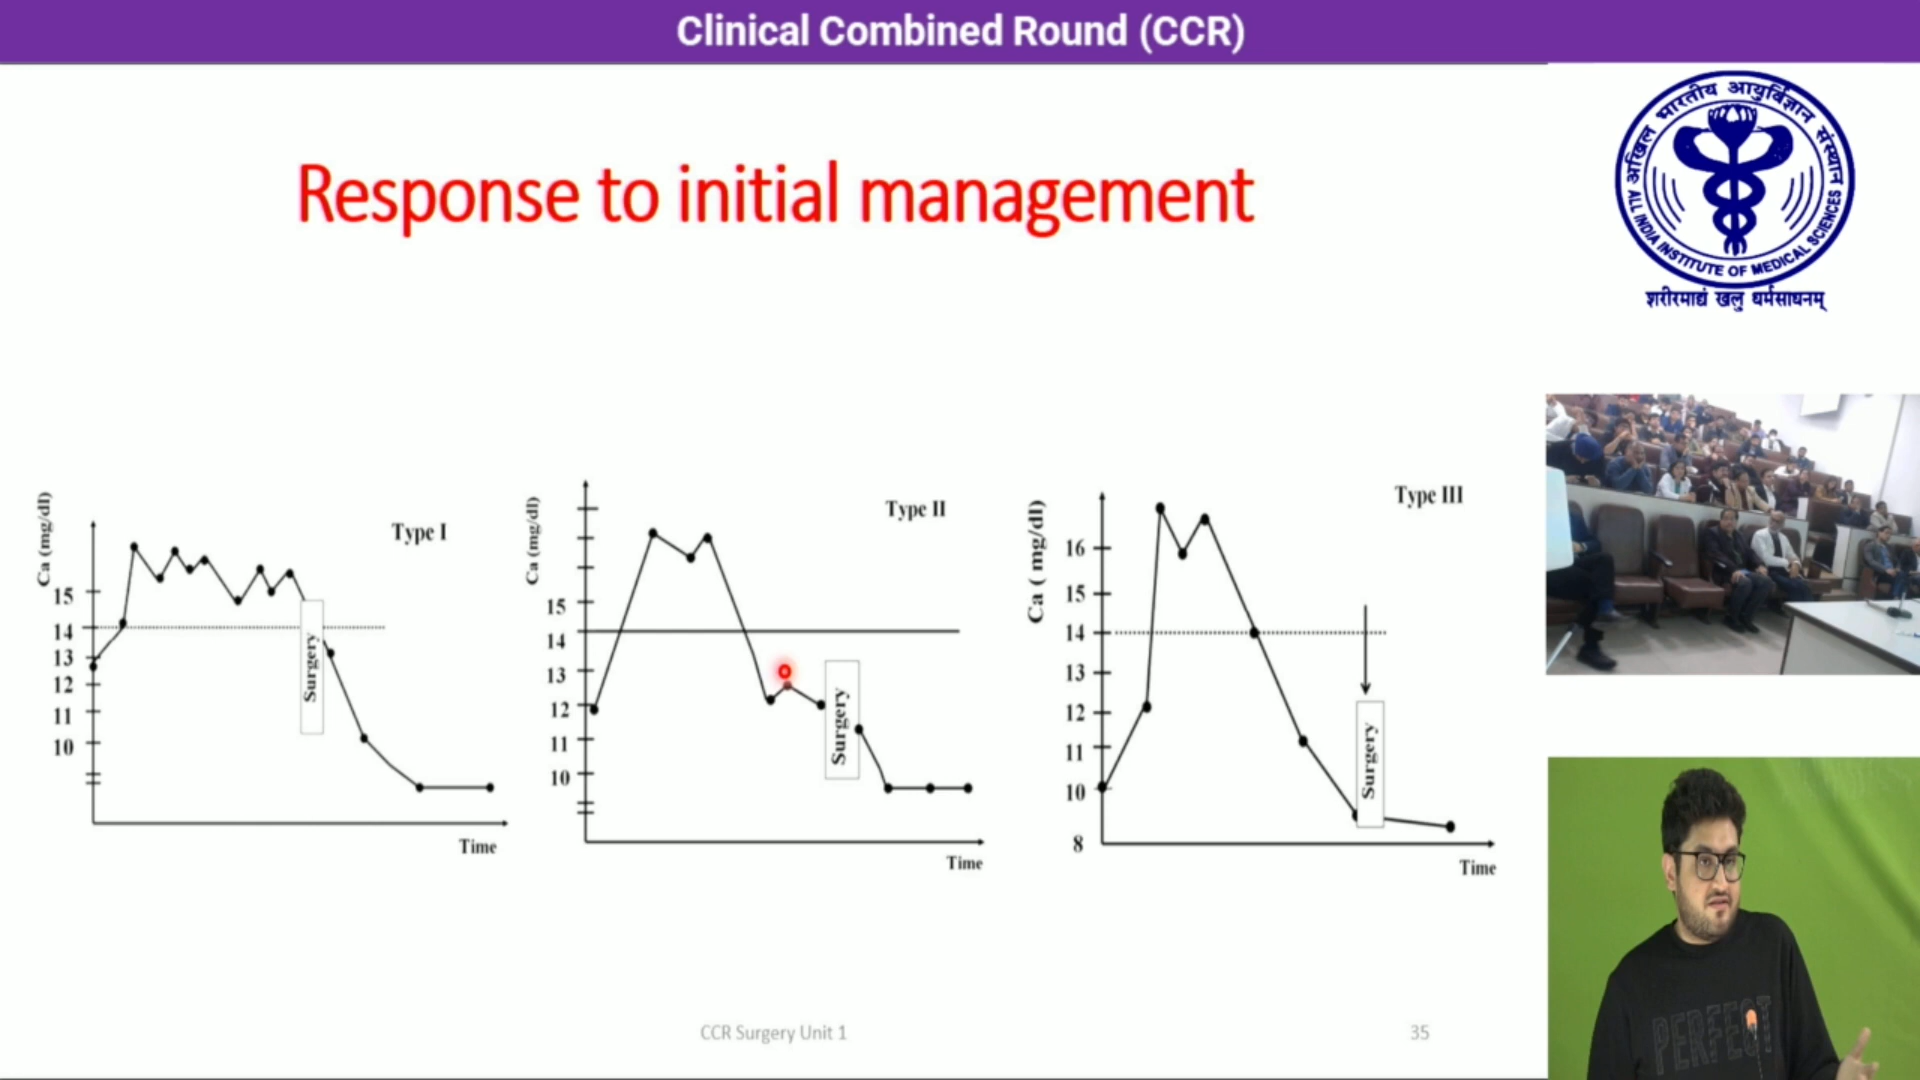 Clinical Combined Round (CCR)
Response to initial management
अखिल भारतीय आयुर्विज्ञान संस्थान
ALL INDIA INSTITUTE OF MEDICAL SCIENCES
शरीरमाद्यं खलु धर्मसाधनम्
Type I
Ca (mg/dl)
15
14
13
12
11
10
Surgery
Time
Type II
Ca (mg/dl)
15
14
13
12
11
10
Surgery
Time
Type III
Ca ( mg/dl)
16
15
14
13
12
11
10
8
Surgery
Time
CCR Surgery Unit 1
35
PERFECT